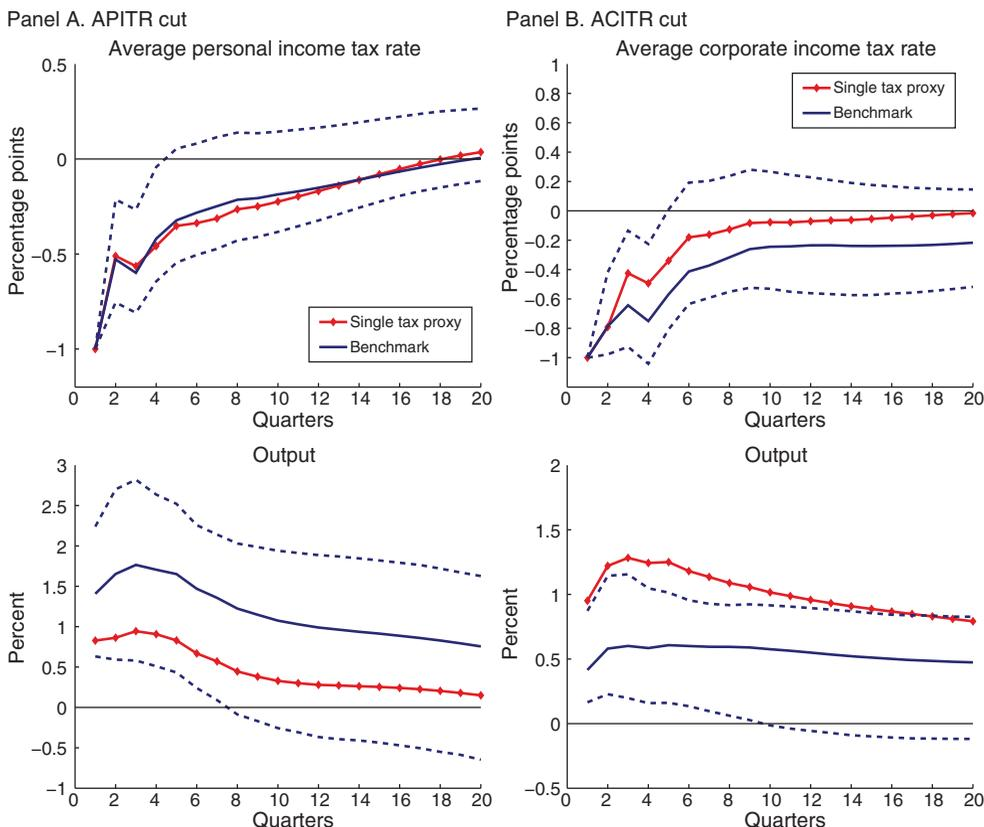 Panel A. APITR cut
Average personal income tax rate
Percentage points
0.5
0
−0.5
−1
Single tax proxy
Benchmark
0 2 4 6 8 10 12 14 16 18 20
Quarters
Panel B. ACITR cut
Average corporate income tax rate
Percentage points
1
0.8
0.6
0.4
0.2
0
−0.2
−0.4
−0.6
−0.8
−1
Single tax proxy
Benchmark
0 2 4 6 8 10 12 14 16 18 20
Quarters
Output
Percent
3
2.5
2
1.5
1
0.5
0
−0.5
−1
0 2 4 6 8 10 12 14 16 18 20
Quarters
Output
Percent
2
1.5
1
0.5
0
−0.5
0 2 4 6 8 10 12 14 16 18 20
Quarters